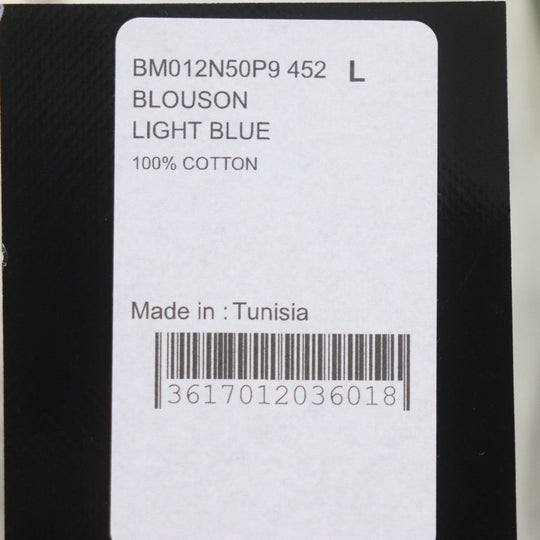 BM012N50P9 452 L
BLOUSON
LIGHT BLUE
100% COTTON
Made in : Tunisia
3617012036018